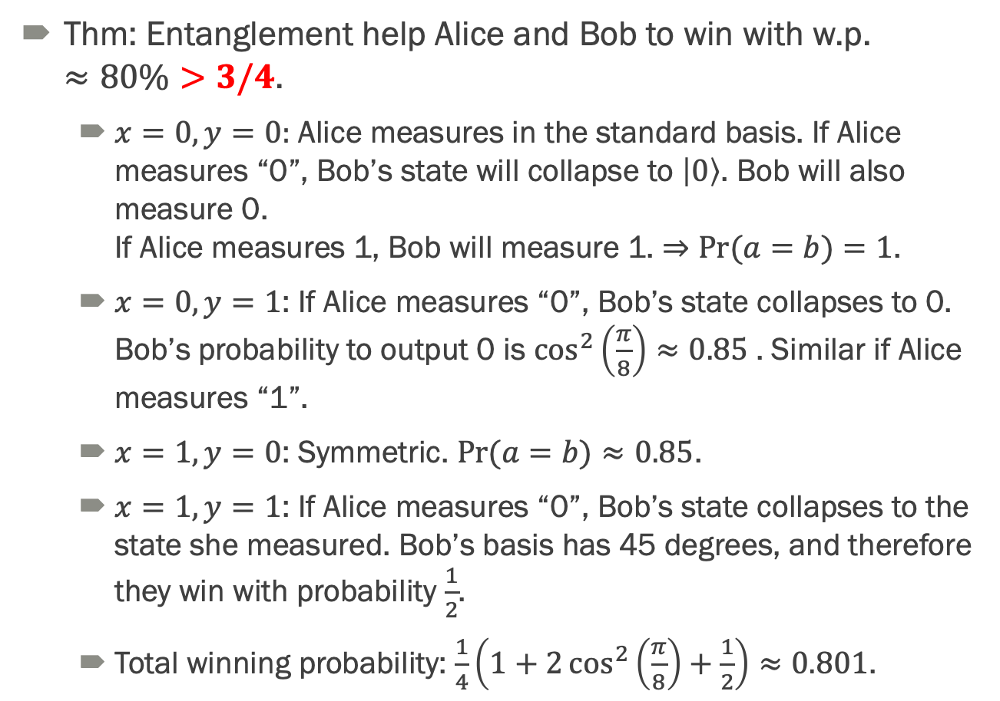 Thm: Entanglement help Alice and Bob to win with w.p.
≈ 80% > 3/4.
x = 0, y = 0: Alice measures in the standard basis. If Alice
measures “0”, Bob’s state will collapse to |0⟩. Bob will also
measure 0.
If Alice measures 1, Bob will measure 1. ⇒ Pr(a = b) = 1.
x = 0, y = 1: If Alice measures “0”, Bob’s state collapses to 0.
Bob’s probability to output 0 is cos² (π/8) ≈ 0.85 . Similar if Alice
measures “1”.
x = 1, y = 0: Symmetric. Pr(a = b) ≈ 0.85.
x = 1, y = 1: If Alice measures “0”, Bob’s state collapses to the
state she measured. Bob’s basis has 45 degrees, and therefore
they win with probability 1/2.
Total winning probability: 1/4 (1 + 2 cos² (π/8) + 1/2) ≈ 0.801.